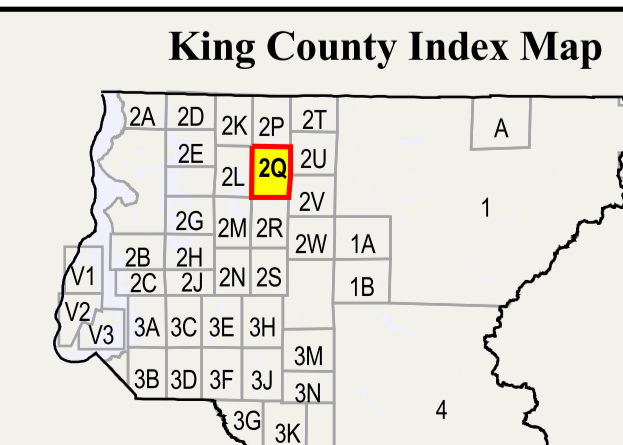 King County Index Map
2A 2D 2K 2P 2T A
2E 2L 2Q 2U
2V 1
2G 2M 2R
2B 2H 2W 1A
V1 2C 2J 2N 2S 1B
V2 V3 3A 3C 3E 3H
3M
3B 3D 3F 3J 3N
3G 3K 4